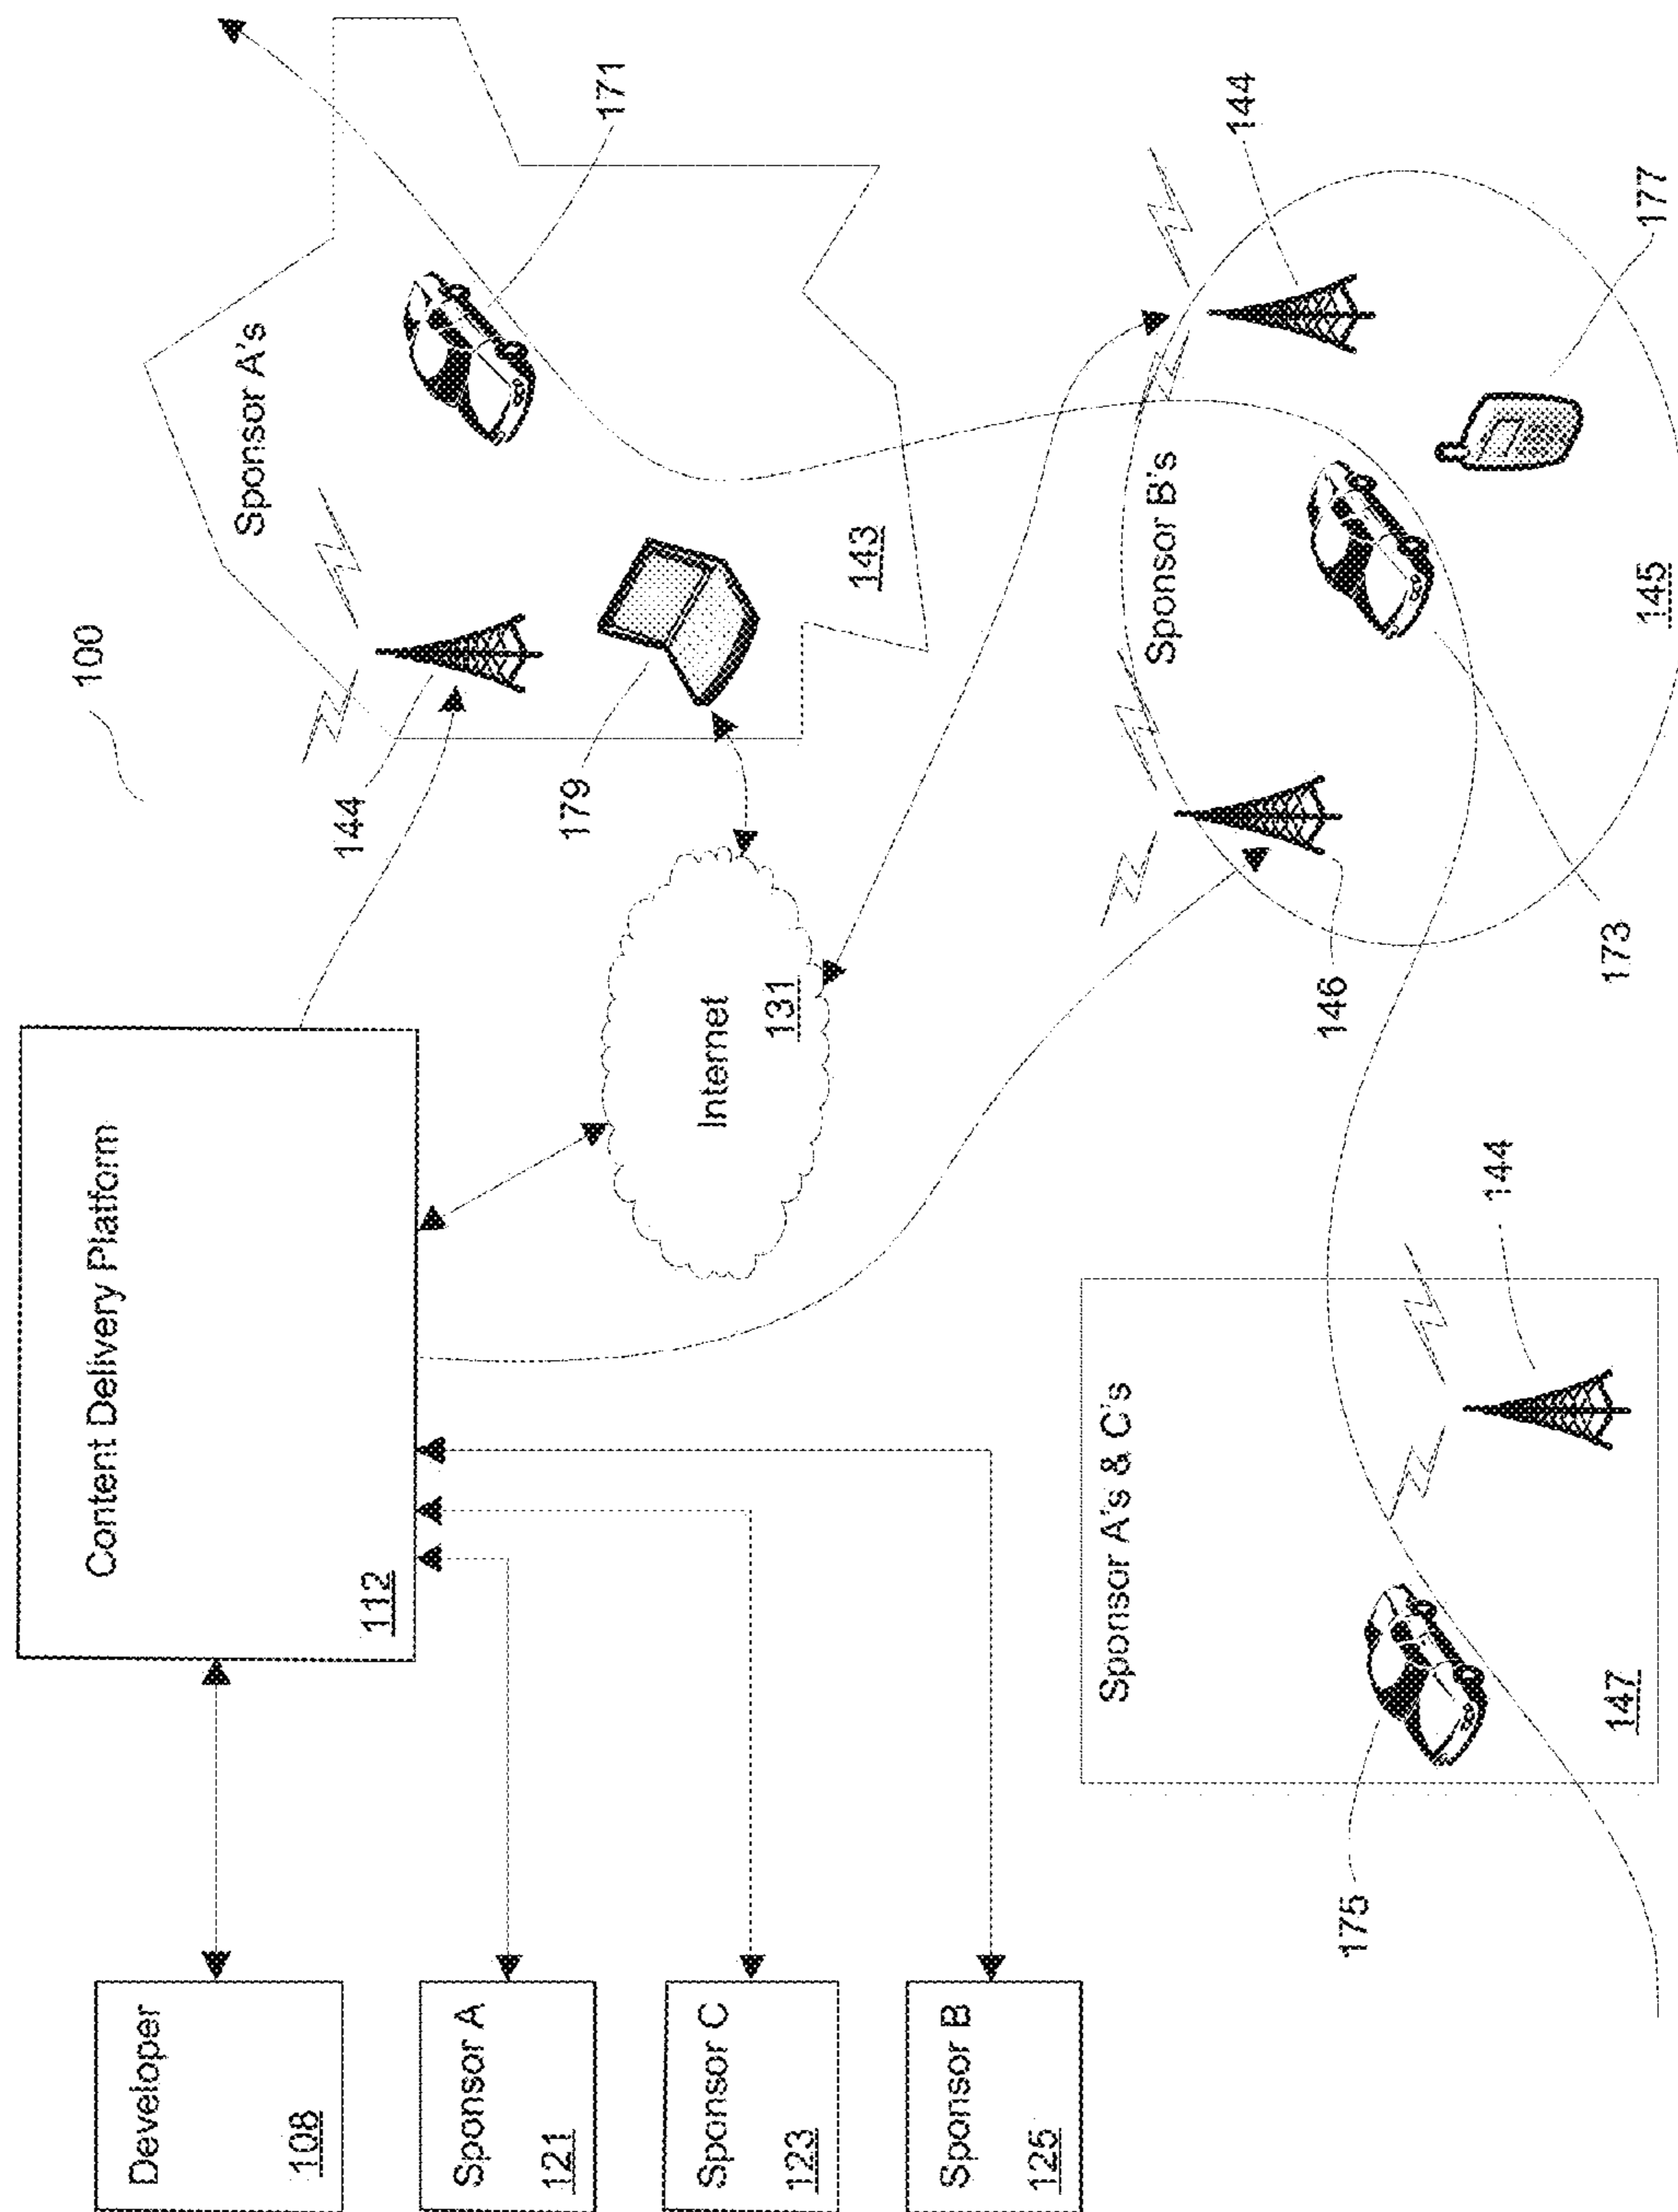 100
Developer
108
Sponsor A
121
Sponsor C
123
Sponsor B
125
Content Delivery Platform
112
Internet
131
Sponsor A's
144
179
171
143
Sponsor B's
144
146
173
177
145
Sponsor A's & C's
144
175
147